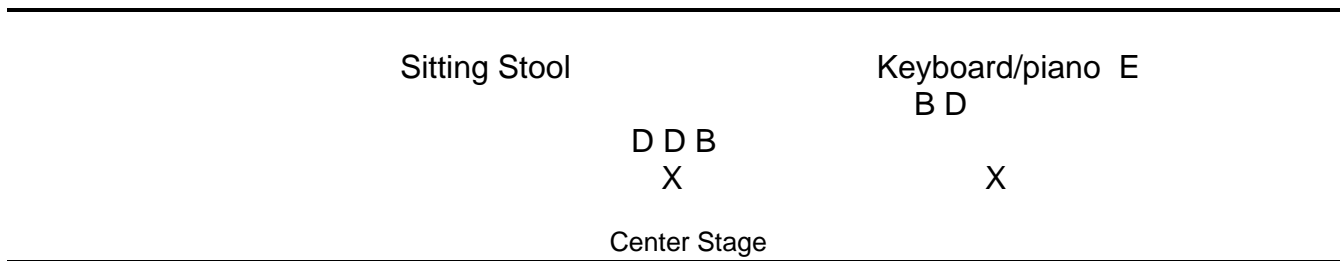 Sitting Stool Keyboard/piano E
B D
D D B
X X
Center Stage